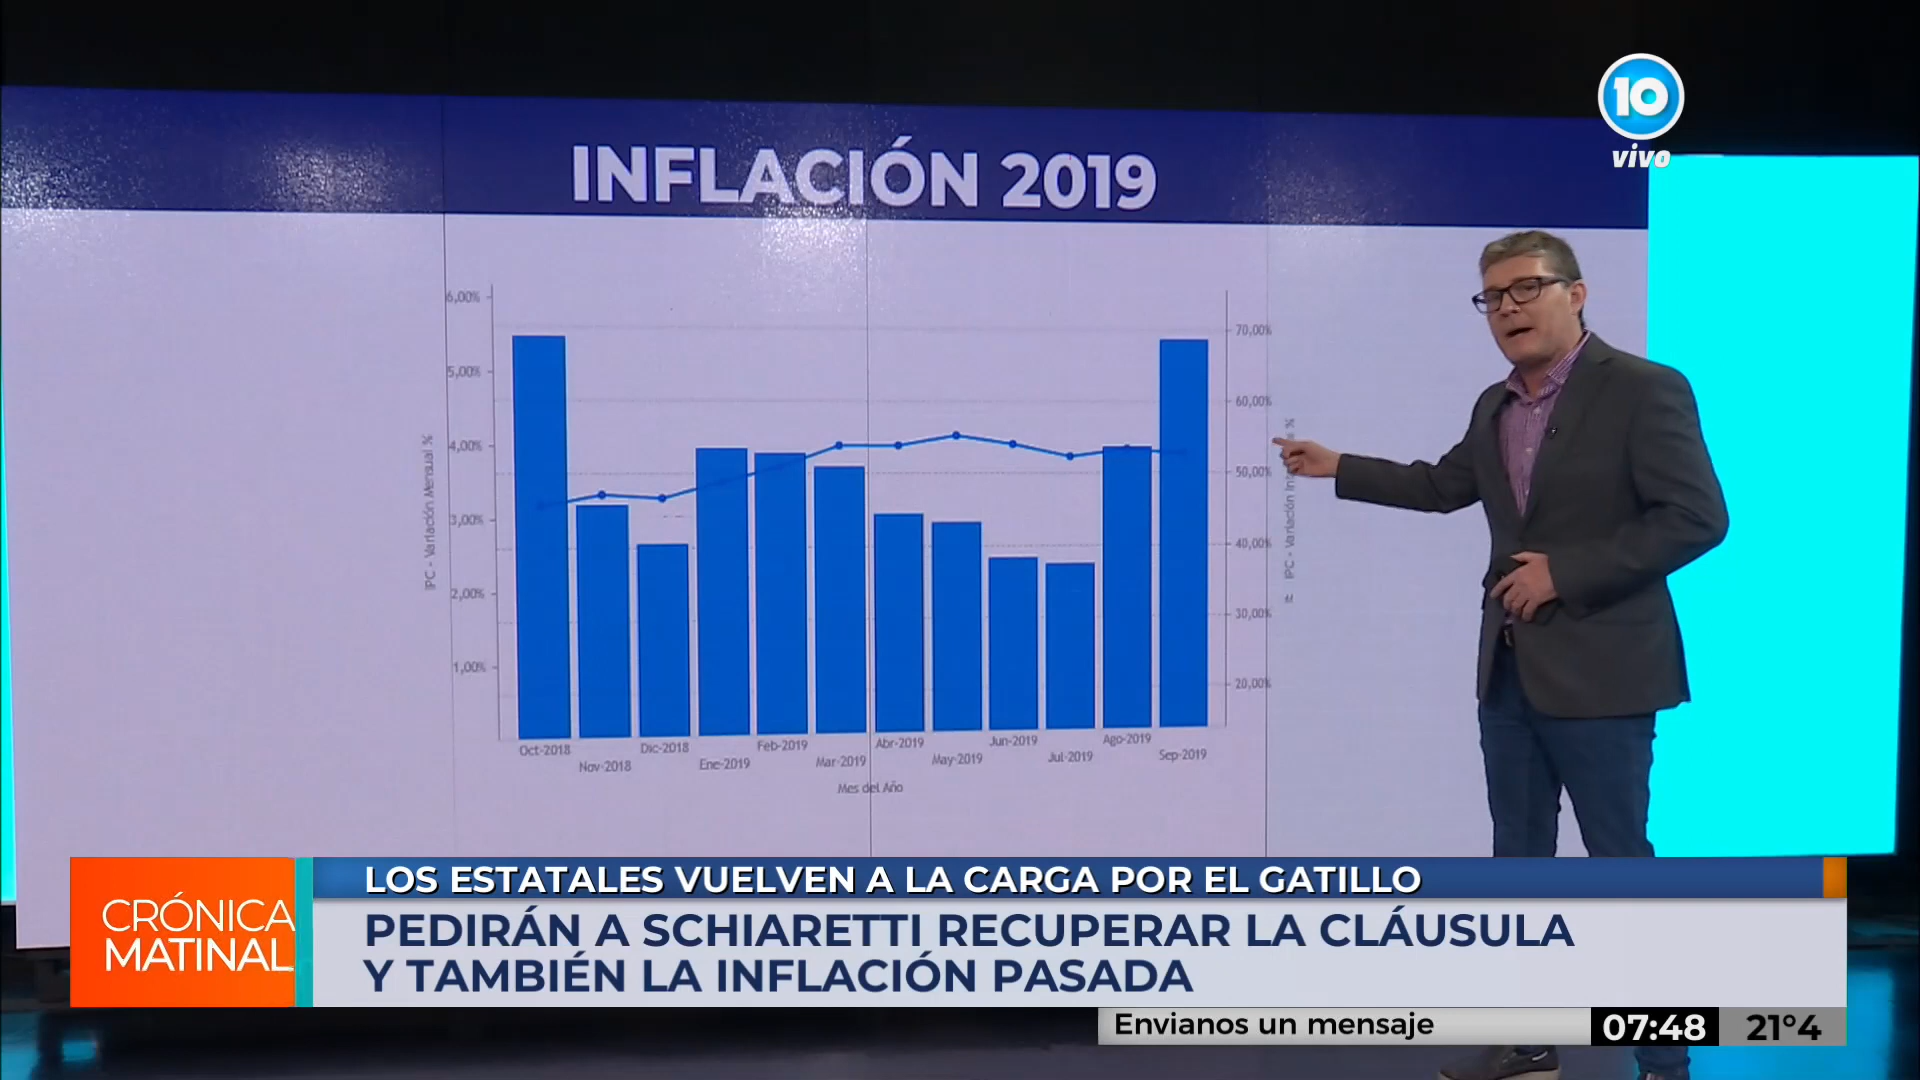 10
vivo
INFLACIÓN 2019
6,00%
5,00%
4,00%
3,00%
2,00%
1,00%
IPC - Variación Mensual %
70,00%
60,00%
50,00%
40,00%
30,00%
20,00%
IPC - Variación %
Oct-2018
Nov-2018
Dic-2018
Ene-2019
Feb-2019
Mar-2019
Abr-2019
May-2019
Jun-2019
Jul-2019
Ago-2019
Sep-2019
Mes del Año
CRÓNICA
MATINAL
LOS ESTATALES VUELVEN A LA CARGA POR EL GATILLO
PEDIRÁN A SCHIARETTI RECUPERAR LA CLÁUSULA
Y TAMBIÉN LA INFLACIÓN PASADA
Envianos un mensaje
07:48
21°4